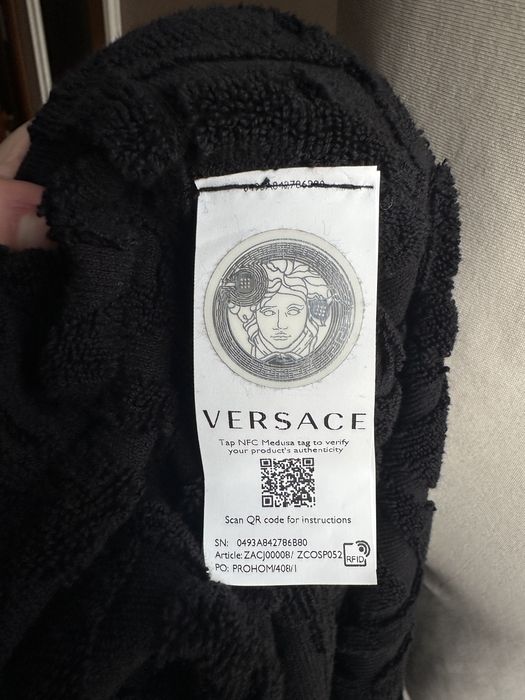 0493A842786B80
VERSACE
Tap NFC Medusa tag to verify
your product's authenticity
Scan QR code for instructions
SN: 0493A842786B80
Article: ZACJ0000B/ ZCOSP052
PO: PROHOM/408/1
RFID